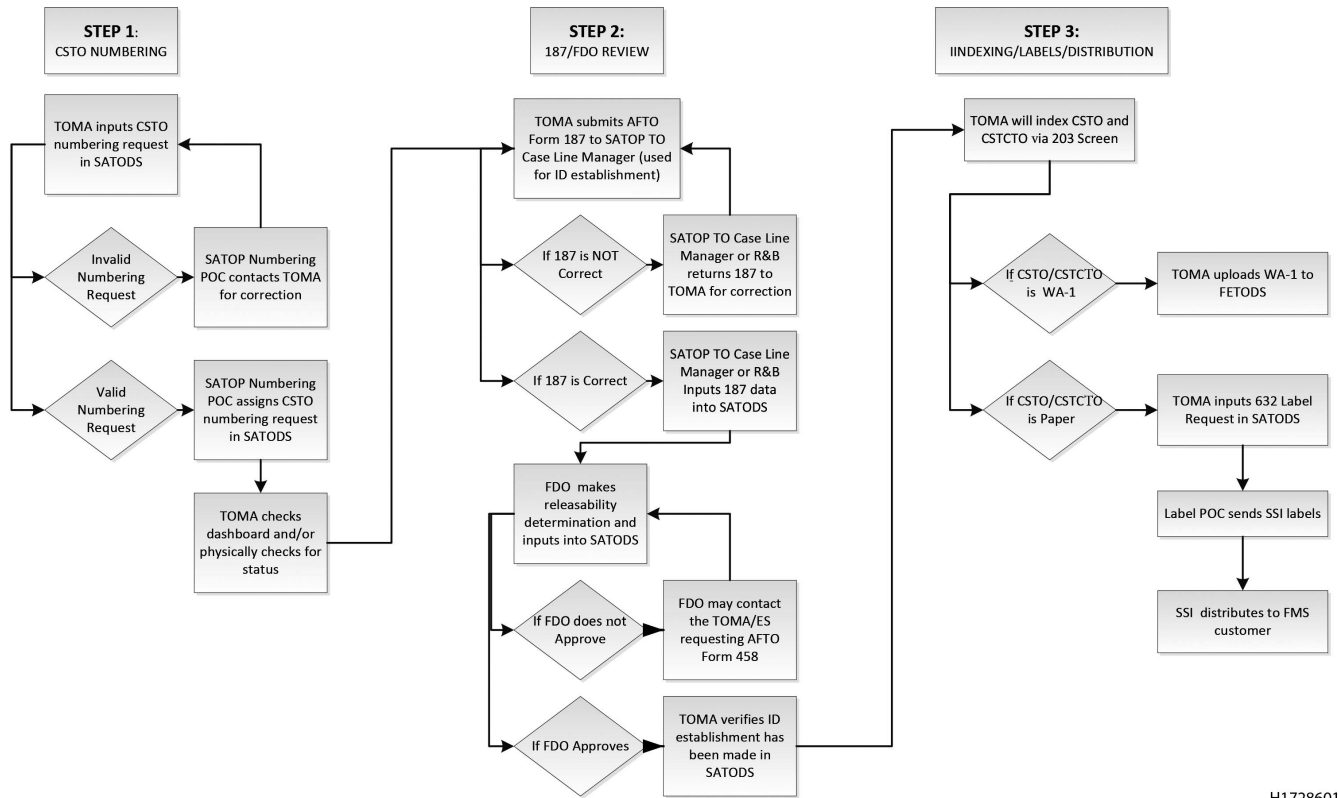 STEP 1:
CSTO NUMBERING
TOMA inputs CSTO
numbering request
in SATODS
Invalid
Numbering
Request
SATOP Numbering
POC contacts TOMA
for correction
Valid
Numbering
Request
SATOP Numbering
POC assigns CSTO
numbering request
in SATODS
TOMA checks
dashboard and/or
physically checks for
status
STEP 2:
187/FDO REVIEW
TOMA submits AFTO
Form 187 to SATOP TO
Case Line Manager (used
for ID establishment)
If 187 is NOT
Correct
SATOP TO Case Line
Manager or R&B
returns 187 to
TOMA for correction
If 187 is Correct
SATOP TO Case Line
Manager or R&B
Inputs 187 data
into SATODS
FDO makes
releasability
determination and
inputs into SATODS
If FDO does not
Approve
FDO may contact
the TOMA/ES
requesting AFTO
Form 458
If FDO Approves
TOMA verifies ID
establishment has
been made in
SATODS
STEP 3:
IINDEXING/LABELS/DISTRIBUTION
TOMA will index CSTO and
CSTCTO via 203 Screen
If CSTO/CSTCTO
is WA-1
TOMA uploads WA-1 to
FETODS
If CSTO/CSTCTO
is Paper
TOMA inputs 632 Label
Request in SATODS
Label POC sends SSI labels
SSI distributes to FMS
customer
H1728601